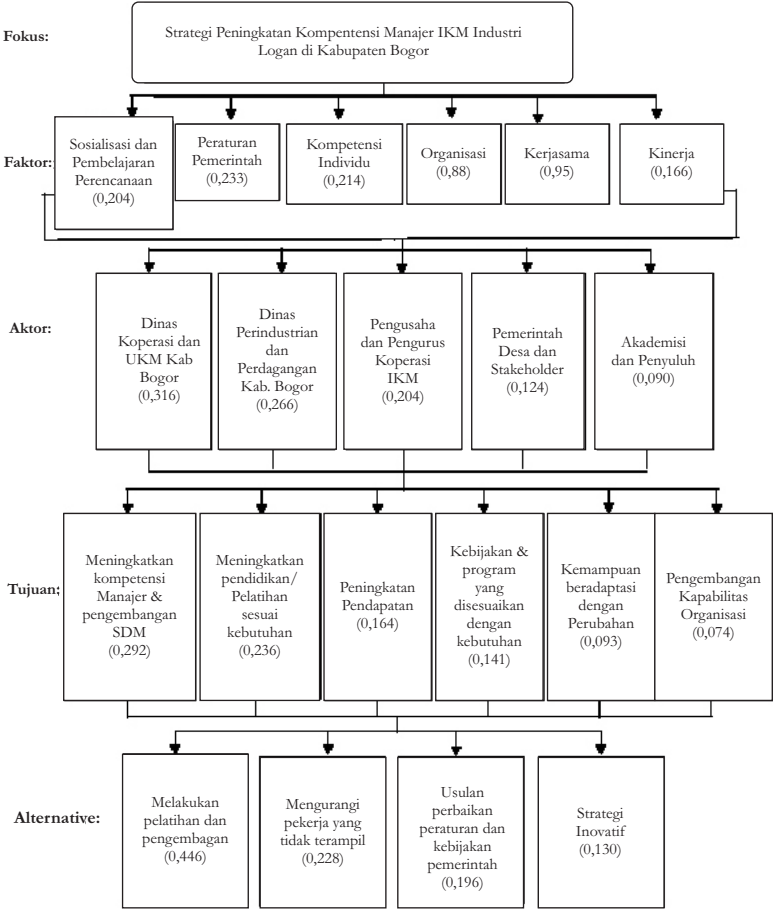 Fokus:
Strategi Peningkatan Kompentensi Manajer IKM Industri
Logan di Kabupaten Bogor
Faktor:
Sosialisasi dan
Pembelajaran
Perencanaan
(0,204)
Peraturan
Pemerintah
(0,233)
Kompetensi
Individu
(0,214)
Organisasi
(0,88)
Kerjasama
(0,95)
Kinerja
(0,166)
Aktor:
Dinas
Koperasi dan
UKM Kab
Bogor
(0,316)
Dinas
Perindustrian
dan
Perdagangan
Kab. Bogor
(0,266)
Pengusaha
dan Pengurus
Koperasi
IKM
(0,204)
Pemerintah
Desa dan
Stakeholder
(0,124)
Akademisi
dan Penyuluh
(0,090)
Tujuan:
Meningkatkan
kompetensi
Manajer &
pengembangan
SDM
(0,292)
Meningkatkan
pendidikan/
Pelatihan
sesuai
kebutuhan
(0,236)
Peningkatan
Pendapatan
(0,164)
Kebijakan &
program
yang
disesuaikan
dengan
kebutuhan
(0,141)
Kemampuan
beradaptasi
dengan
Perubahan
(0,093)
Pengembangan
Kapabilitas
Organisasi
(0,074)
Alternative:
Melakukan
pelatihan dan
pengembagan
(0,446)
Mengurangi
pekerja yang
tidak terampil
(0,228)
Usulan
perbaikan
peraturan dan
kebijakan
pemerintah
(0,196)
Strategi
Inovatif
(0,130)